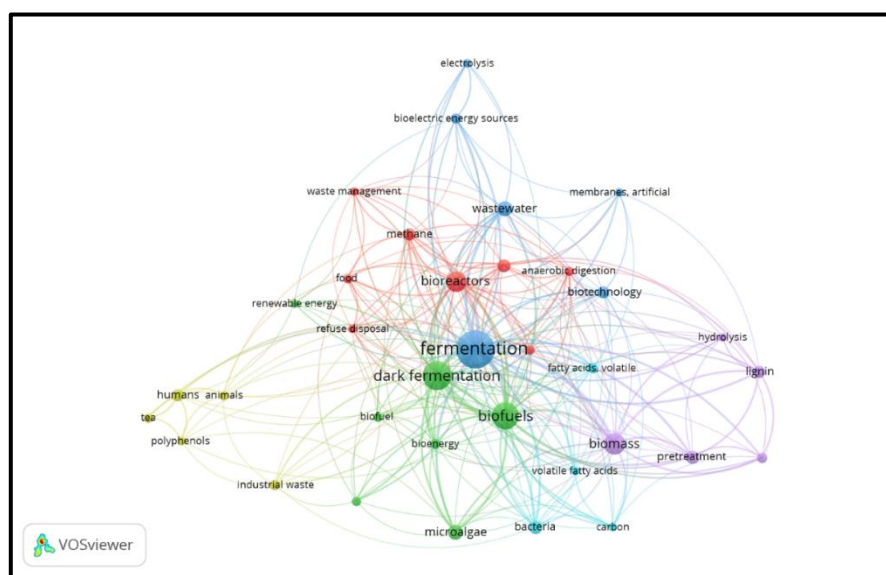 electrolysis
bioelectric energy sources
waste management
membranes, artificial
wastewater
methane
anaerobic digestion
food
bioreactors
biotechnology
renewable energy
refuse disposal
hydrolysis
fermentation
fatty acids, volatile
lignin
dark fermentation
humans
animals
tea
biofuel
biofuels
polyphenols
bioenergy
biomass
pretreatment
volatile fatty acids
industrial waste
microalgae
bacteria
carbon
VOSviewer